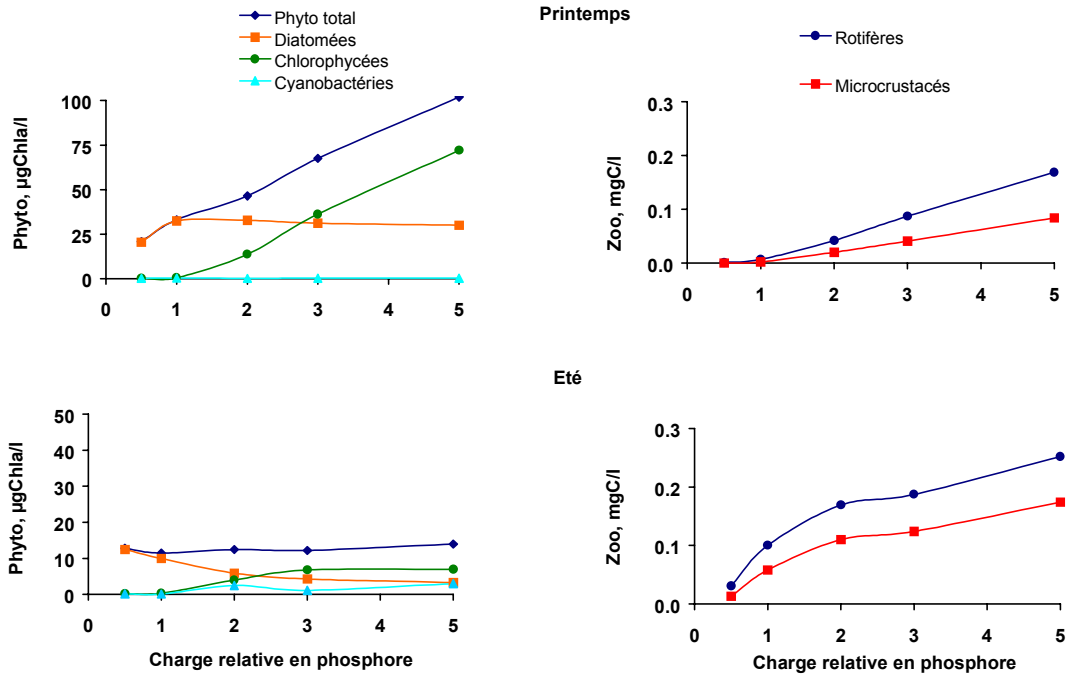 Printemps
Phyto total
Diatomées
Chlorophycées
Cyanobactéries
Rotifères
Microcrustacés
Phyto, µgChla/l
100
75
50
25
0
0 1 2 3 4 5
Zoo, mgC/l
0.3
0.2
0.1
0.0
0 1 2 3 4 5
Eté
Phyto, µgChla/l
50
40
30
20
10
0
0 1 2 3 4 5
Charge relative en phosphore
Zoo, mgC/l
0.3
0.2
0.1
0.0
0 1 2 3 4 5
Charge relative en phosphore